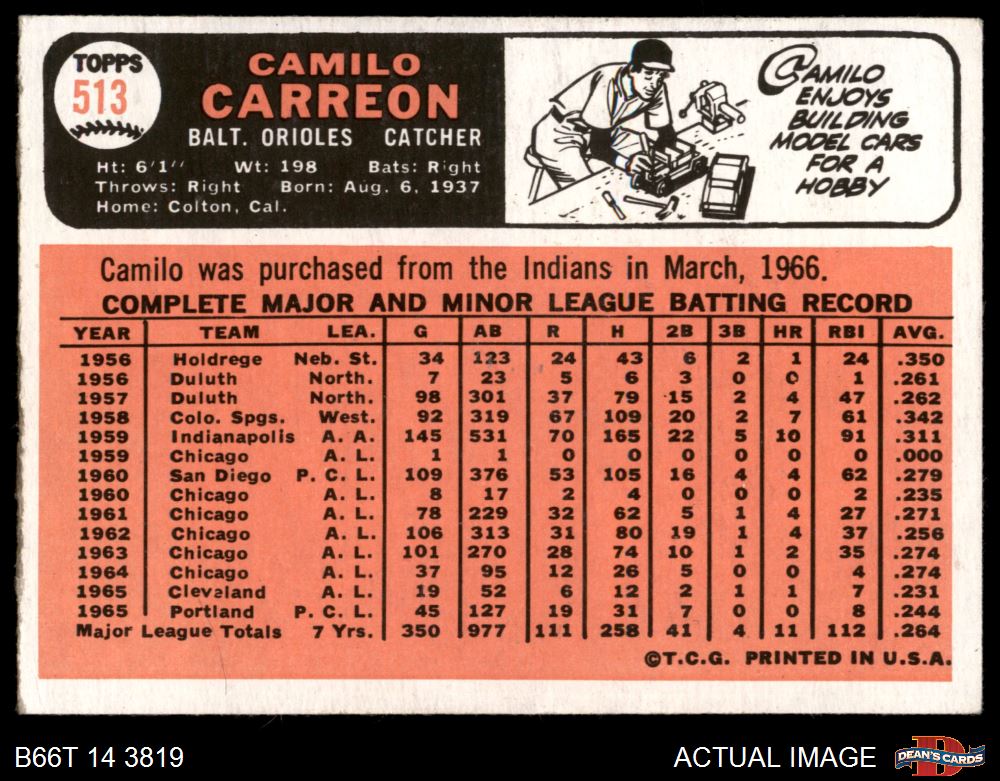 TOPPS
513
CAMILO
CARREON
BALT. ORIOLES CATCHER
Ht: 6'1" Wt: 198 Bats: Right
Throws: Right Born: Aug. 6, 1937
Home: Colton, Cal.
CAMILO
ENJOYS
BUILDING
MODEL CARS
FOR A
HOBBY
Camilo was purchased from the Indians in March, 1966.
COMPLETE MAJOR AND MINOR LEAGUE BATTING RECORD
YEAR TEAM LEA. G AB R H 2B 3B HR RBI AVG.
1956 Holdrege Neb. St. 34 123 24 43 6 2 1 24 .350
1956 Duluth North. 7 23 5 6 3 0 0 1 .261
1957 Duluth North. 98 301 37 79 15 2 4 47 .262
1958 Colo. Spgs. West. 92 319 67 109 20 2 7 61 .342
1959 Indianapolis A. A. 145 531 70 165 22 5 10 91 .311
1959 Chicago A. L. 1 1 0 0 0 0 0 0 .000
1960 San Diego P. C. L. 109 376 53 105 16 4 4 62 .279
1960 Chicago A. L. 8 17 2 4 0 0 0 2 .235
1961 Chicago A. L. 78 229 32 62 5 1 4 27 .271
1962 Chicago A. L. 106 313 31 80 19 1 4 37 .256
1963 Chicago A. L. 101 270 28 74 10 1 2 35 .274
1964 Chicago A. L. 37 95 12 26 5 0 0 4 .274
1965 Cleveland A. L. 19 52 6 12 2 1 1 7 .231
1965 Portland P. C. L. 45 127 19 31 7 0 0 8 .244
Major League Totals 7 Yrs. 350 977 111 258 41 4 11 112 .264
©T.C.G. PRINTED IN U.S.A.
B66T 14 3819 ACTUAL IMAGE
D
DEAN'S CARDS